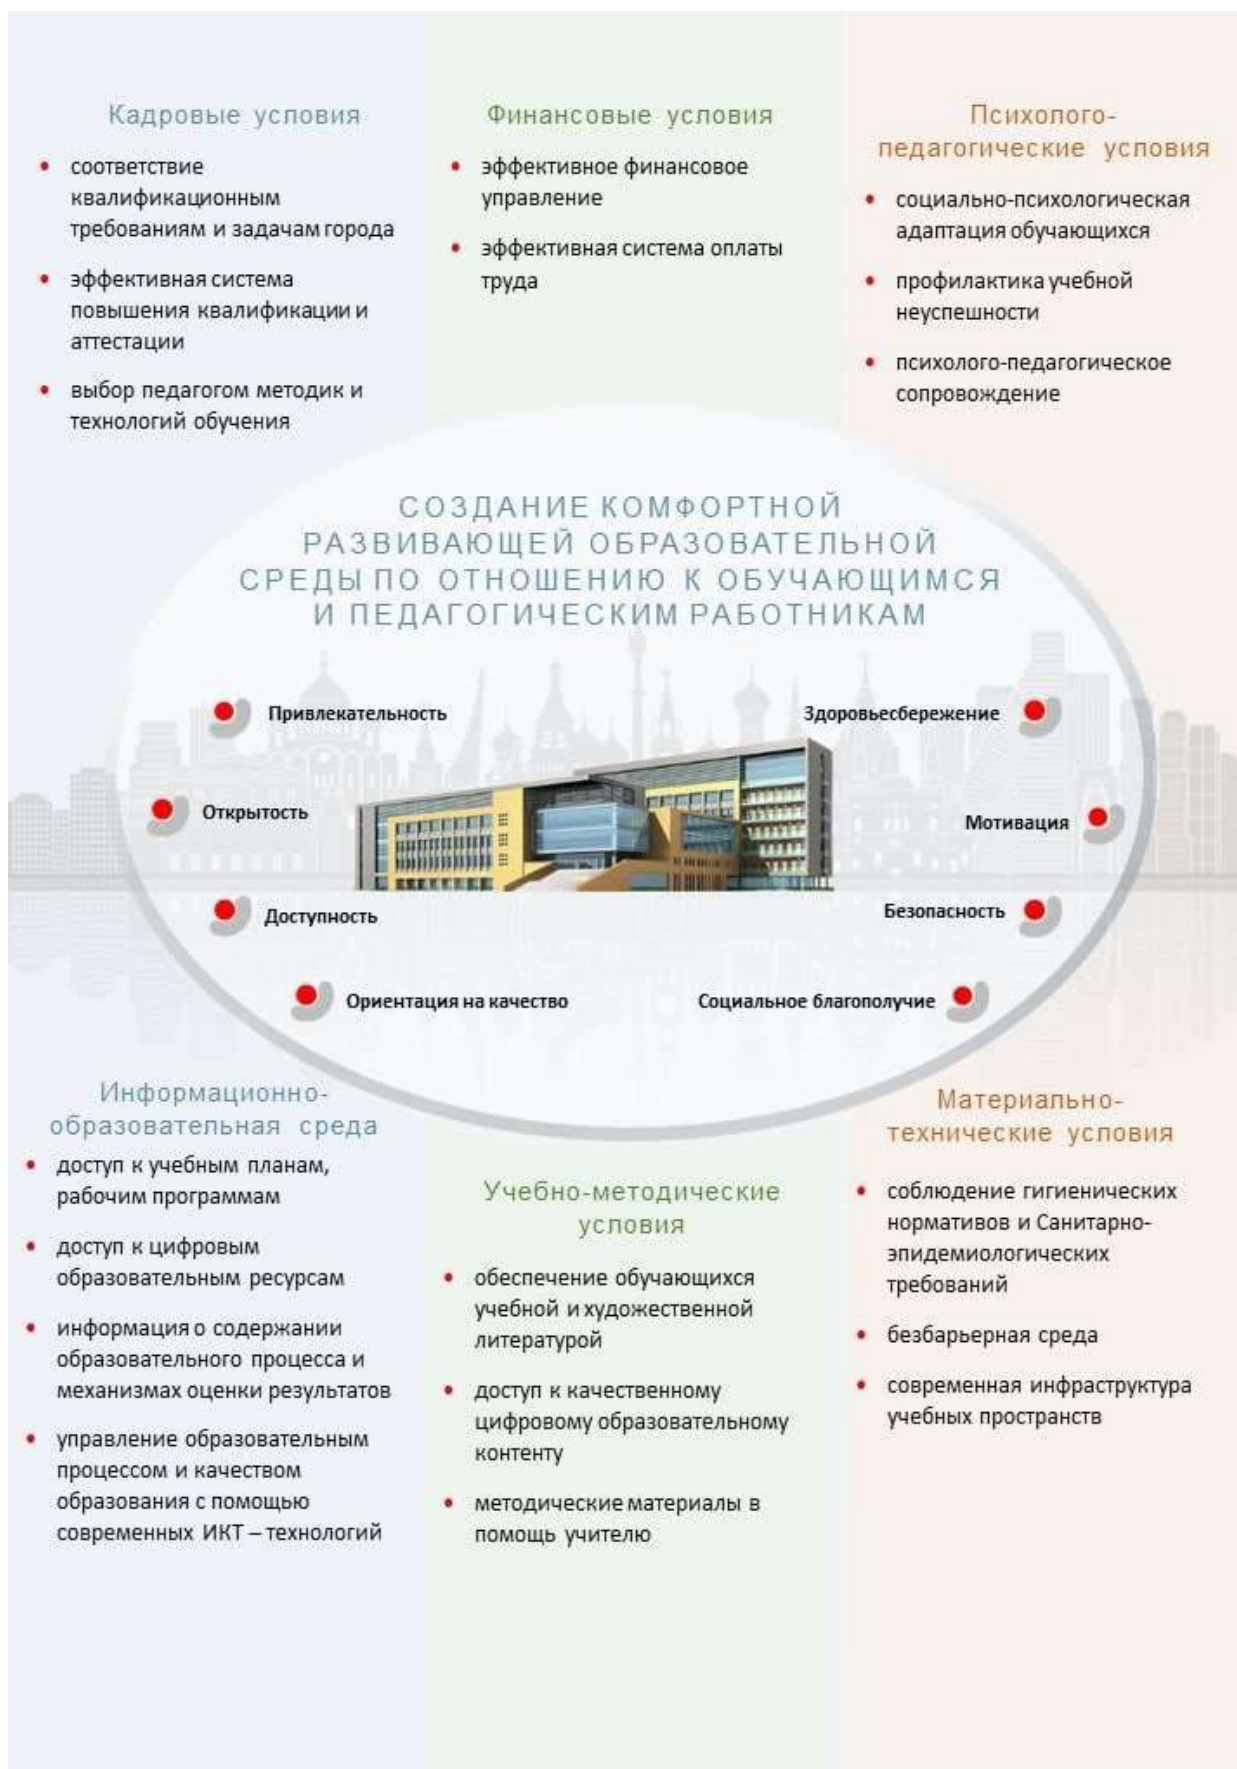 Кадровые условия
• соответствие
квалификационным
требованиям и задачам города
• эффективная система
повышения квалификации и
аттестации
• выбор педагогом методик и
технологий обучения
Финансовые условия
• эффективное финансовое
управление
• эффективная система оплаты
труда
Психолого-
педагогические условия
• социально-психологическая
адаптация обучающихся
• профилактика учебной
неуспешности
• психолого-педагогическое
сопровождение
СОЗДАНИЕ КОМФОРТНОЙ
РАЗВИВАЮЩЕЙ ОБРАЗОВАТЕЛЬНОЙ
СРЕДЫ ПО ОТНОШЕНИЮ К ОБУЧАЮЩИМСЯ
И ПЕДАГОГИЧЕСКИМ РАБОТНИКАМ
Привлекательность
Здоровьесбережение
Открытость
Мотивация
Доступность
Безопасность
Ориентация на качество
Социальное благополучие
Информационно-
образовательная среда
• доступ к учебным планам,
рабочим программам
• доступ к цифровым
образовательным ресурсам
• информация о содержании
образовательного процесса и
механизмах оценки результатов
• управление образовательным
процессом и качеством
образования с помощью
современных ИКТ – технологий
Учебно-методические
условия
• обеспечение обучающихся
учебной и художественной
литературой
• доступ к качественному
цифровому образовательному
контенту
• методические материалы в
помощь учителю
Материально-
технические условия
• соблюдение гигиенических
нормативов и Санитарно-
эпидемиологических
требований
• безбарьерная среда
• современная инфраструктура
учебных пространств